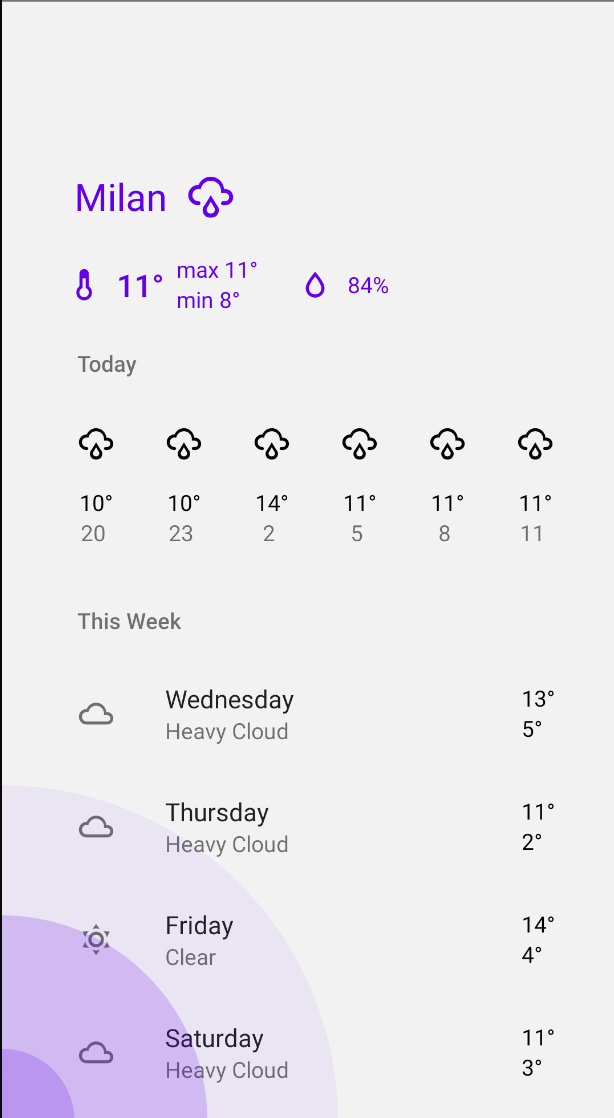 Milan
11° max 11°
min 8°
84%
Today
10° 10° 14° 11° 11° 11°
20 23 2 5 8 11
This Week
Wednesday 13°
Heavy Cloud 5°
Thursday 11°
Heavy Cloud 2°
Friday 14°
Clear 4°
Saturday 11°
Heavy Cloud 3°